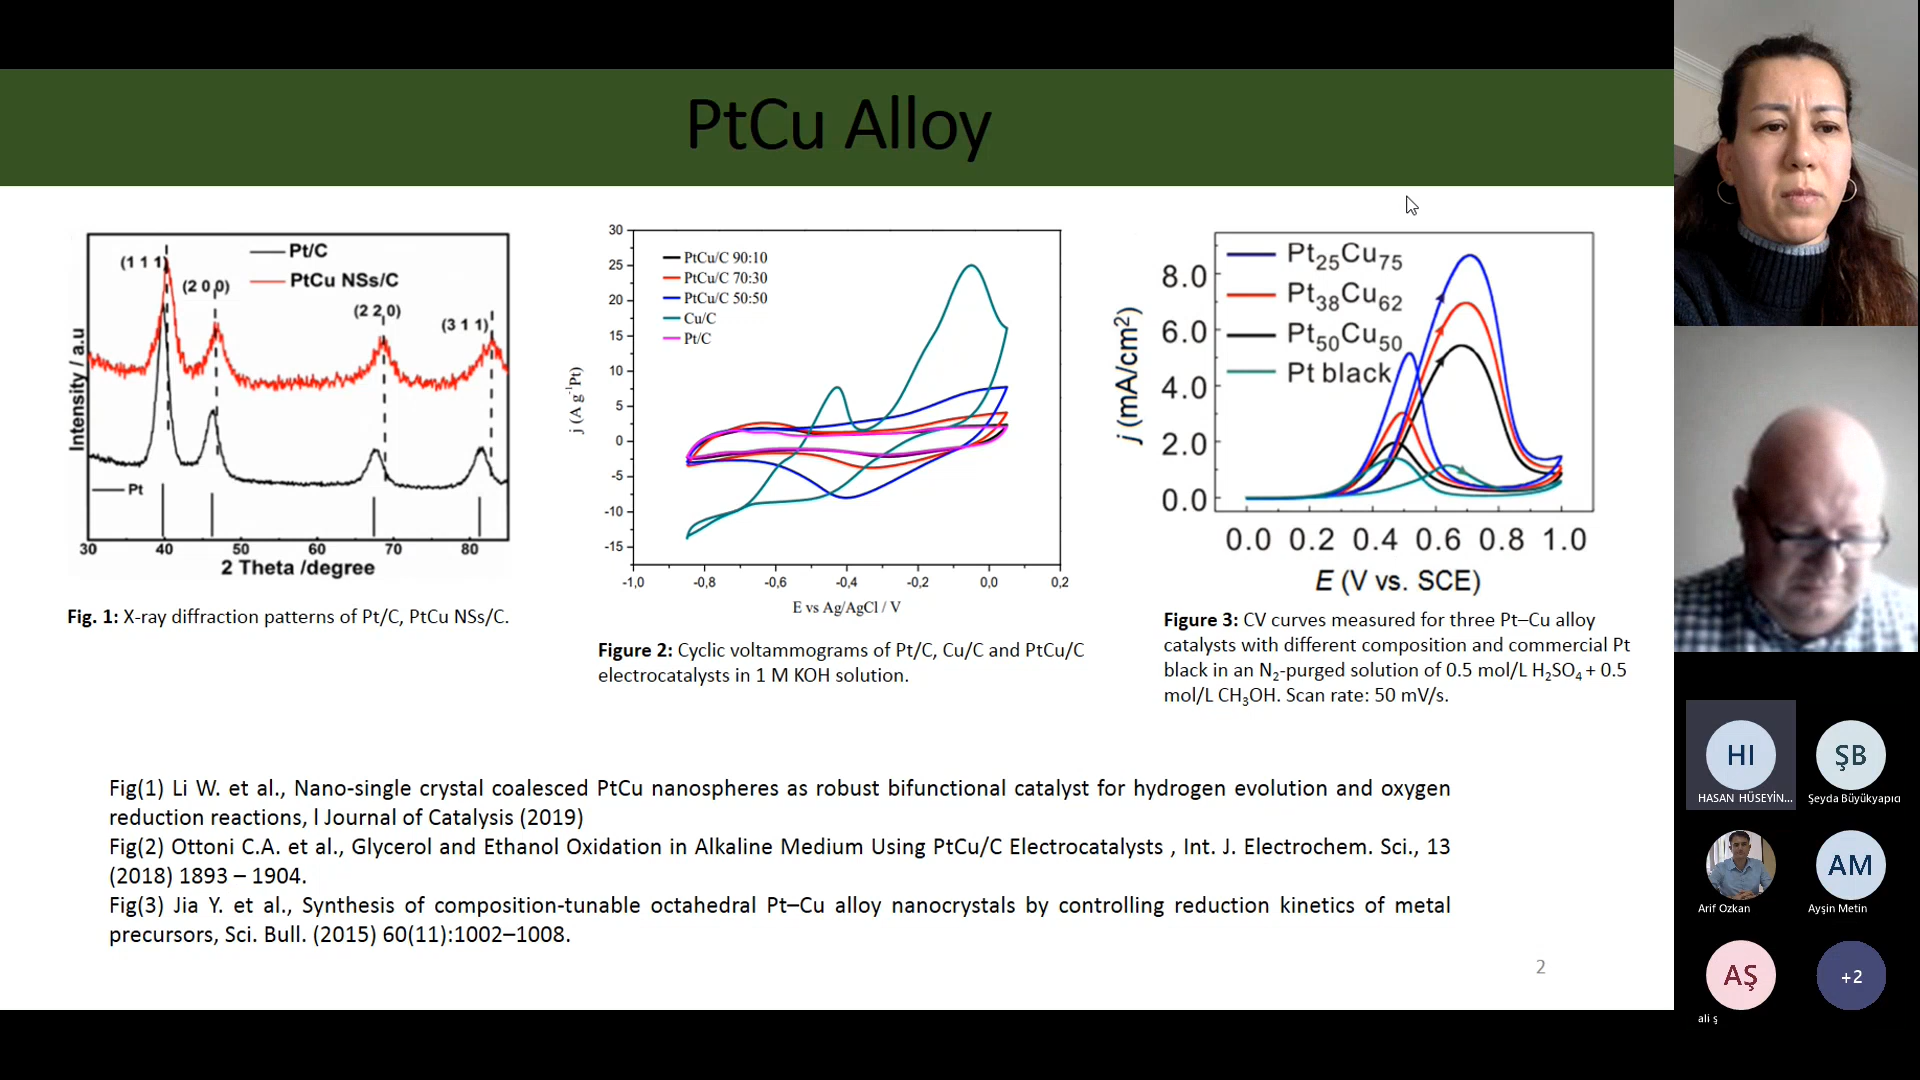 PtCu Alloy
(1 1 1)
(2 0 0)
(2 2 0)
(3 1 1)
Pt/C
PtCu NSs/C
Pt
Intensity / a.u
30 40 50 60 70 80
2 Theta /degree
Fig. 1: X-ray diffraction patterns of Pt/C, PtCu NSs/C.
30
25
20
15
10
5
0
-5
-10
-15
j (A g⁻¹Pt)
PtCu/C 90:10
PtCu/C 70:30
PtCu/C 50:50
Cu/C
Pt/C
-1,0 -0,8 -0,6 -0,4 -0,2 0,0 0,2
E vs Ag/AgCl / V
Figure 2: Cyclic voltammograms of Pt/C, Cu/C and PtCu/C
electrocatalysts in 1 M KOH solution.
Pt₂₅Cu₇₅
Pt₃₈Cu₆₂
Pt₅₀Cu₅₀
Pt black
8.0
6.0
4.0
2.0
0.0
j (mA/cm²)
0.0 0.2 0.4 0.6 0.8 1.0
E (V vs. SCE)
Figure 3: CV curves measured for three Pt–Cu alloy
catalysts with different composition and commercial Pt
black in an N₂-purged solution of 0.5 mol/L H₂SO₄ + 0.5
mol/L CH₃OH. Scan rate: 50 mV/s.
Fig(1) Li W. et al., Nano-single crystal coalesced PtCu nanospheres as robust bifunctional catalyst for hydrogen evolution and oxygen
reduction reactions, l Journal of Catalysis (2019)
Fig(2) Ottoni C.A. et al., Glycerol and Ethanol Oxidation in Alkaline Medium Using PtCu/C Electrocatalysts , Int. J. Electrochem. Sci., 13
(2018) 1893 – 1904.
Fig(3) Jia Y. et al., Synthesis of composition-tunable octahedral Pt–Cu alloy nanocrystals by controlling reduction kinetics of metal
precursors, Sci. Bull. (2015) 60(11):1002–1008.
2
HI
HASAN HÜSEYİN...
ŞB
Şeyda Büyükyapıcı
Arif Ozkan
AM
Ayşin Metin
AŞ
ali ş
+2